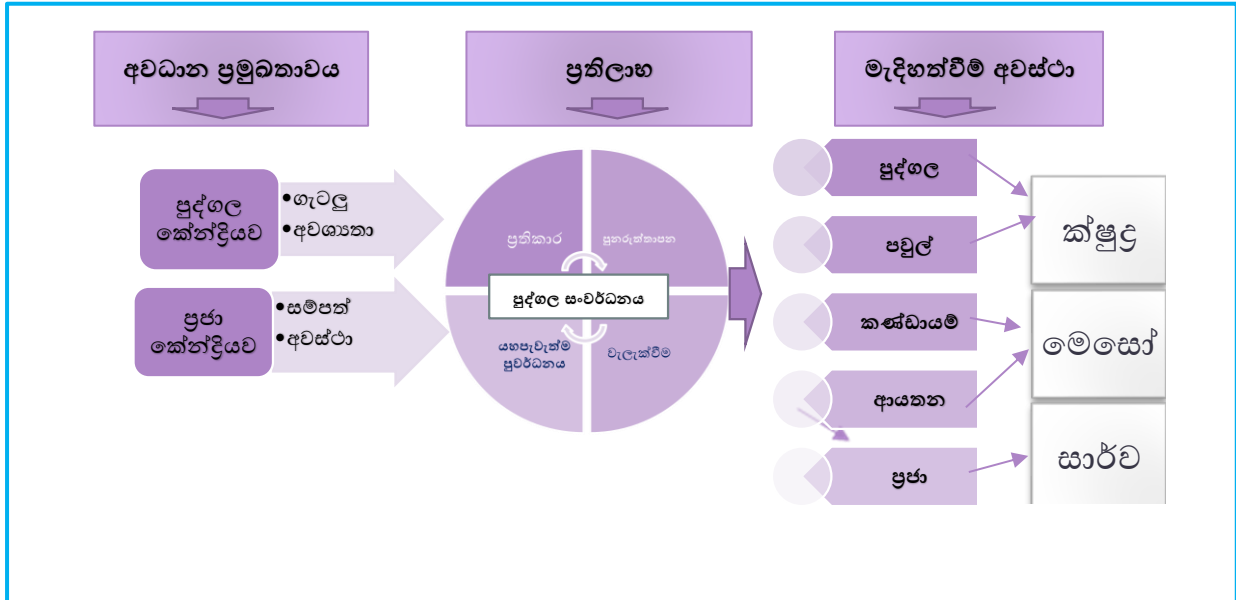 අවධාන ප්‍රමුඛතාවය
ප්‍රතිලාභ
මැදිහත්වීම් අවස්ථා
පුද්ගල
කේන්ද්‍රියව
•ගැටලු
•අවශ්‍යතා
ප්‍රජා
කේන්ද්‍රියව
•සම්පත්
•අවස්ථා
ප්‍රතිකාර
පුනරුත්තාපන
පුද්ගල සංවර්ධනය
යහපැවැත්ම
පුවර්ධනය
වැලැක්වීම
පුද්ගල
පවුල්
කණ්ඩායම්
ආයතන
ප්‍රජා
ක්ෂුද්‍ර
මෙසෝ
සාර්ව